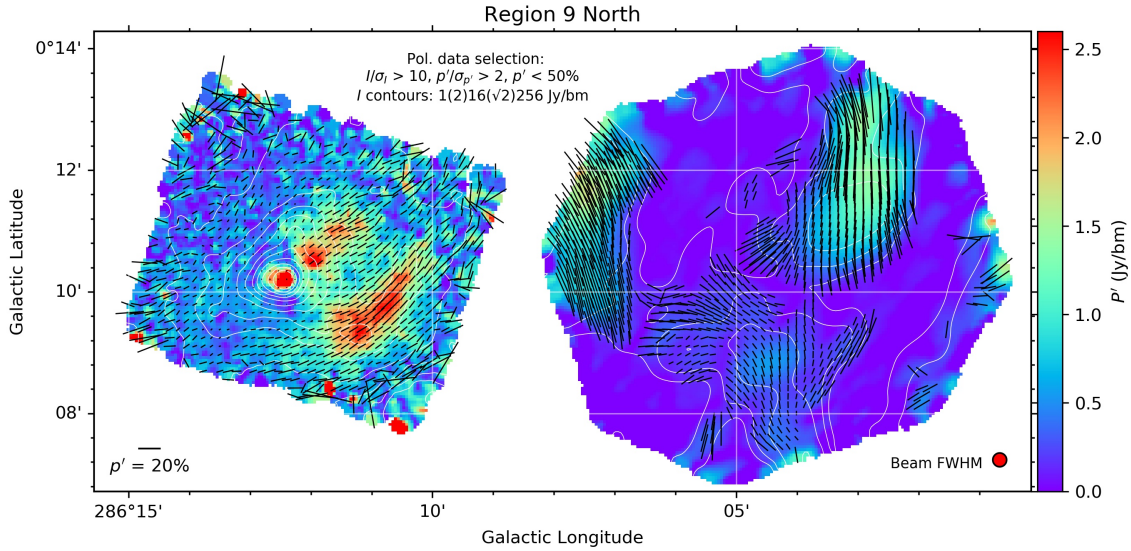 Region 9 North
Pol. data selection:
I/σI > 10, p′/σp′ > 2, p′ < 50%
I contours: 1(2)16(√2)256 Jy/bm
0°14'
12'
10'
08'
Galactic Latitude
p′ = 20%
Beam FWHM
286°15'
10'
05'
Galactic Longitude
2.5
2.0
1.5
1.0
0.5
0.0
P′ (Jy/bm)